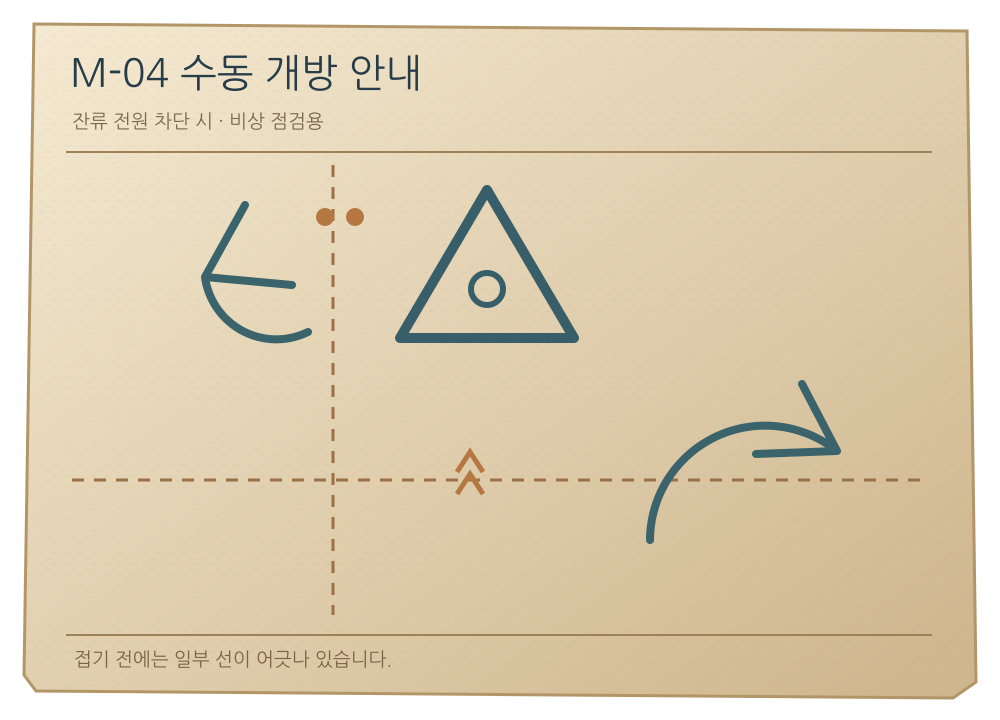 M-04 수동 개방 안내
잔류 전원 차단 시 · 비상 점검용
접기 전에는 일부 선이 어긋나 있습니다.